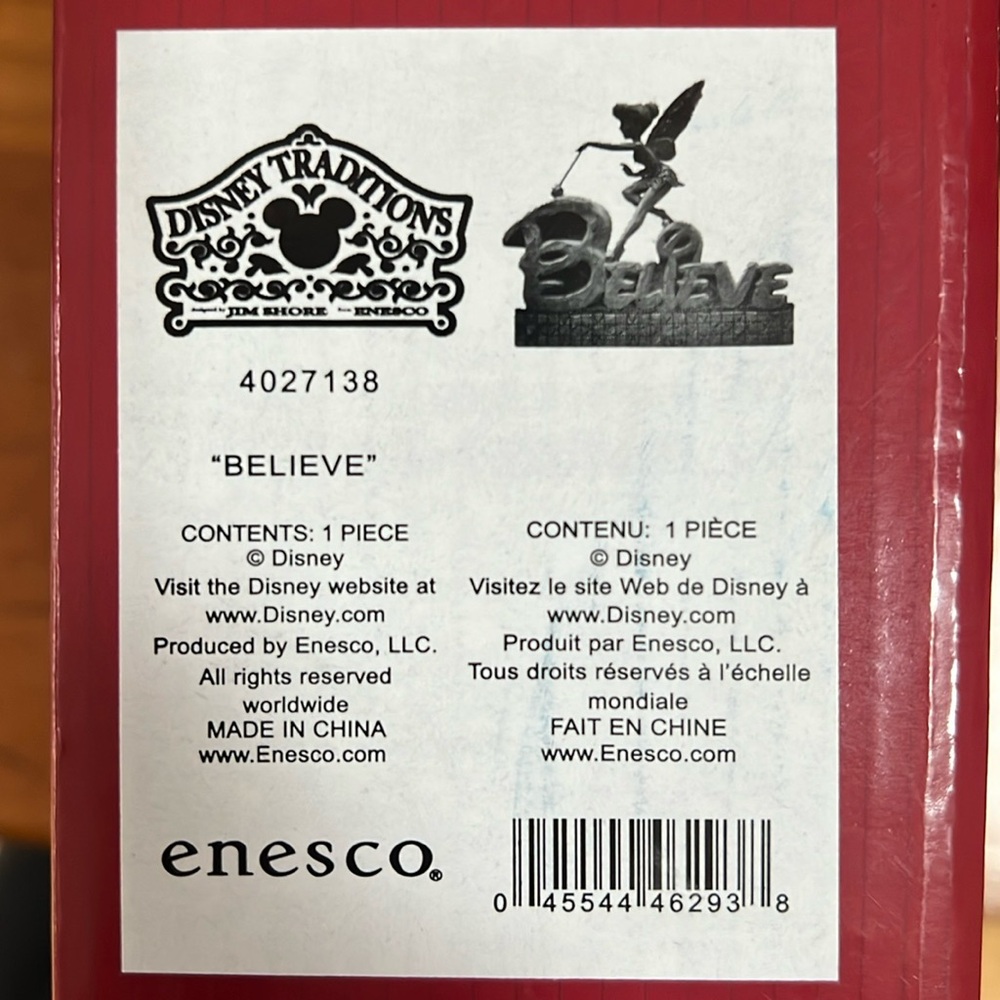 DISNEY TRADITIONS
Designed by JIM SHORE from ENESCO
BELIEVE
4027138
“BELIEVE”
CONTENTS: 1 PIECE
© Disney
Visit the Disney website at
www.Disney.com
Produced by Enesco, LLC.
All rights reserved
worldwide
MADE IN CHINA
www.Enesco.com
CONTENU: 1 PIÈCE
© Disney
Visitez le site Web de Disney à
www.Disney.com
Produit par Enesco, LLC.
Tous droits réservés à l'échelle
mondiale
FAIT EN CHINE
www.Enesco.com
enesco®
0 45544 46293 8